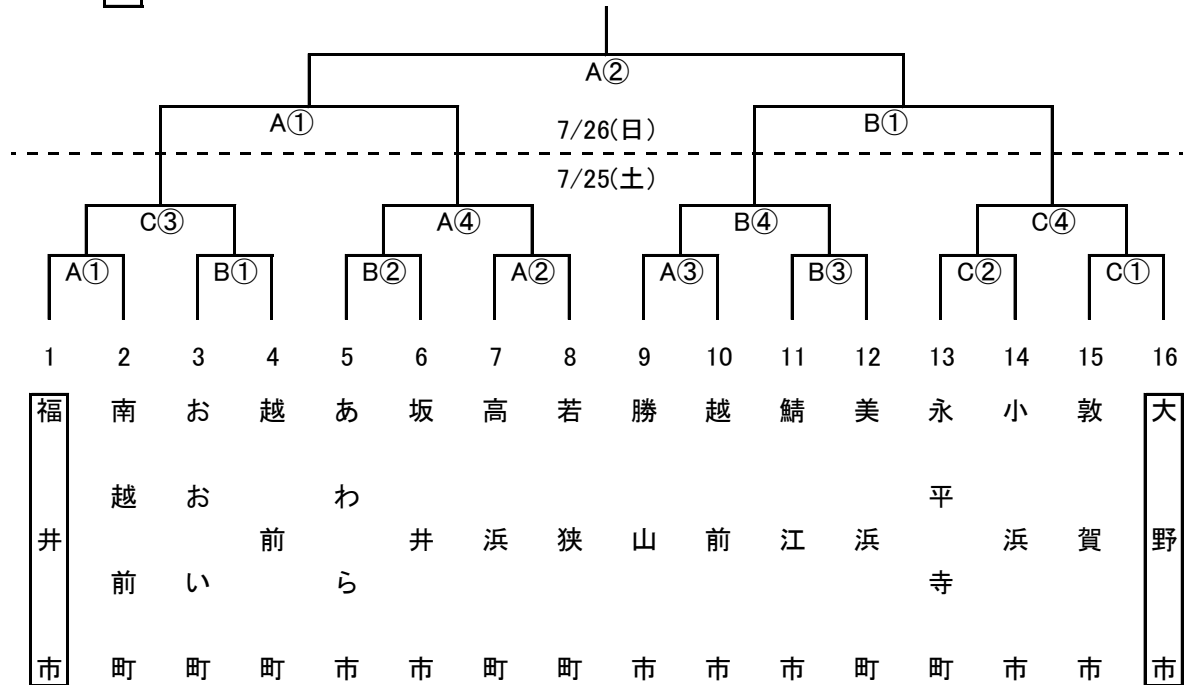 A②
A① 7/26(日) B①
7/25(土)
C③ A④ B④ C④
A① B① B② A② A③ B③ C② C①
1 2 3 4 5 6 7 8 9 10 11 12 13 14 15 16
福井市
南越前町
おおい町
越前町
あわら市
坂井市
高浜町
若狭町
勝山市
越前市
鯖江市
美浜町
永平寺町
小浜市
敦賀市
大野市